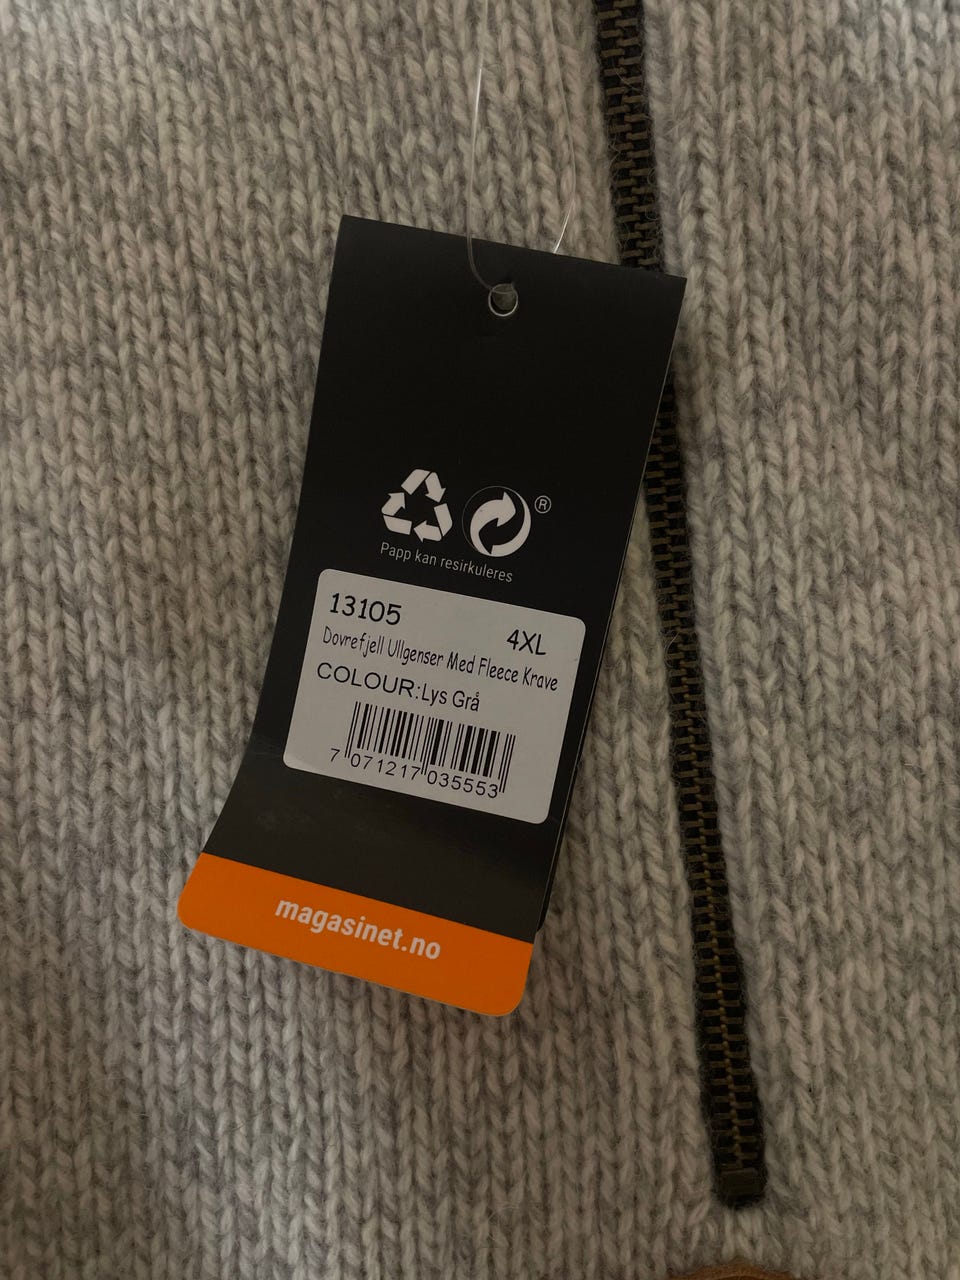 ®
Papp kan resirkuleres
13105
4XL
Dovrefjell Ullgenser Med Fleece Krave
COLOUR:Lys Grå
7 071217 035553
magasinet.no